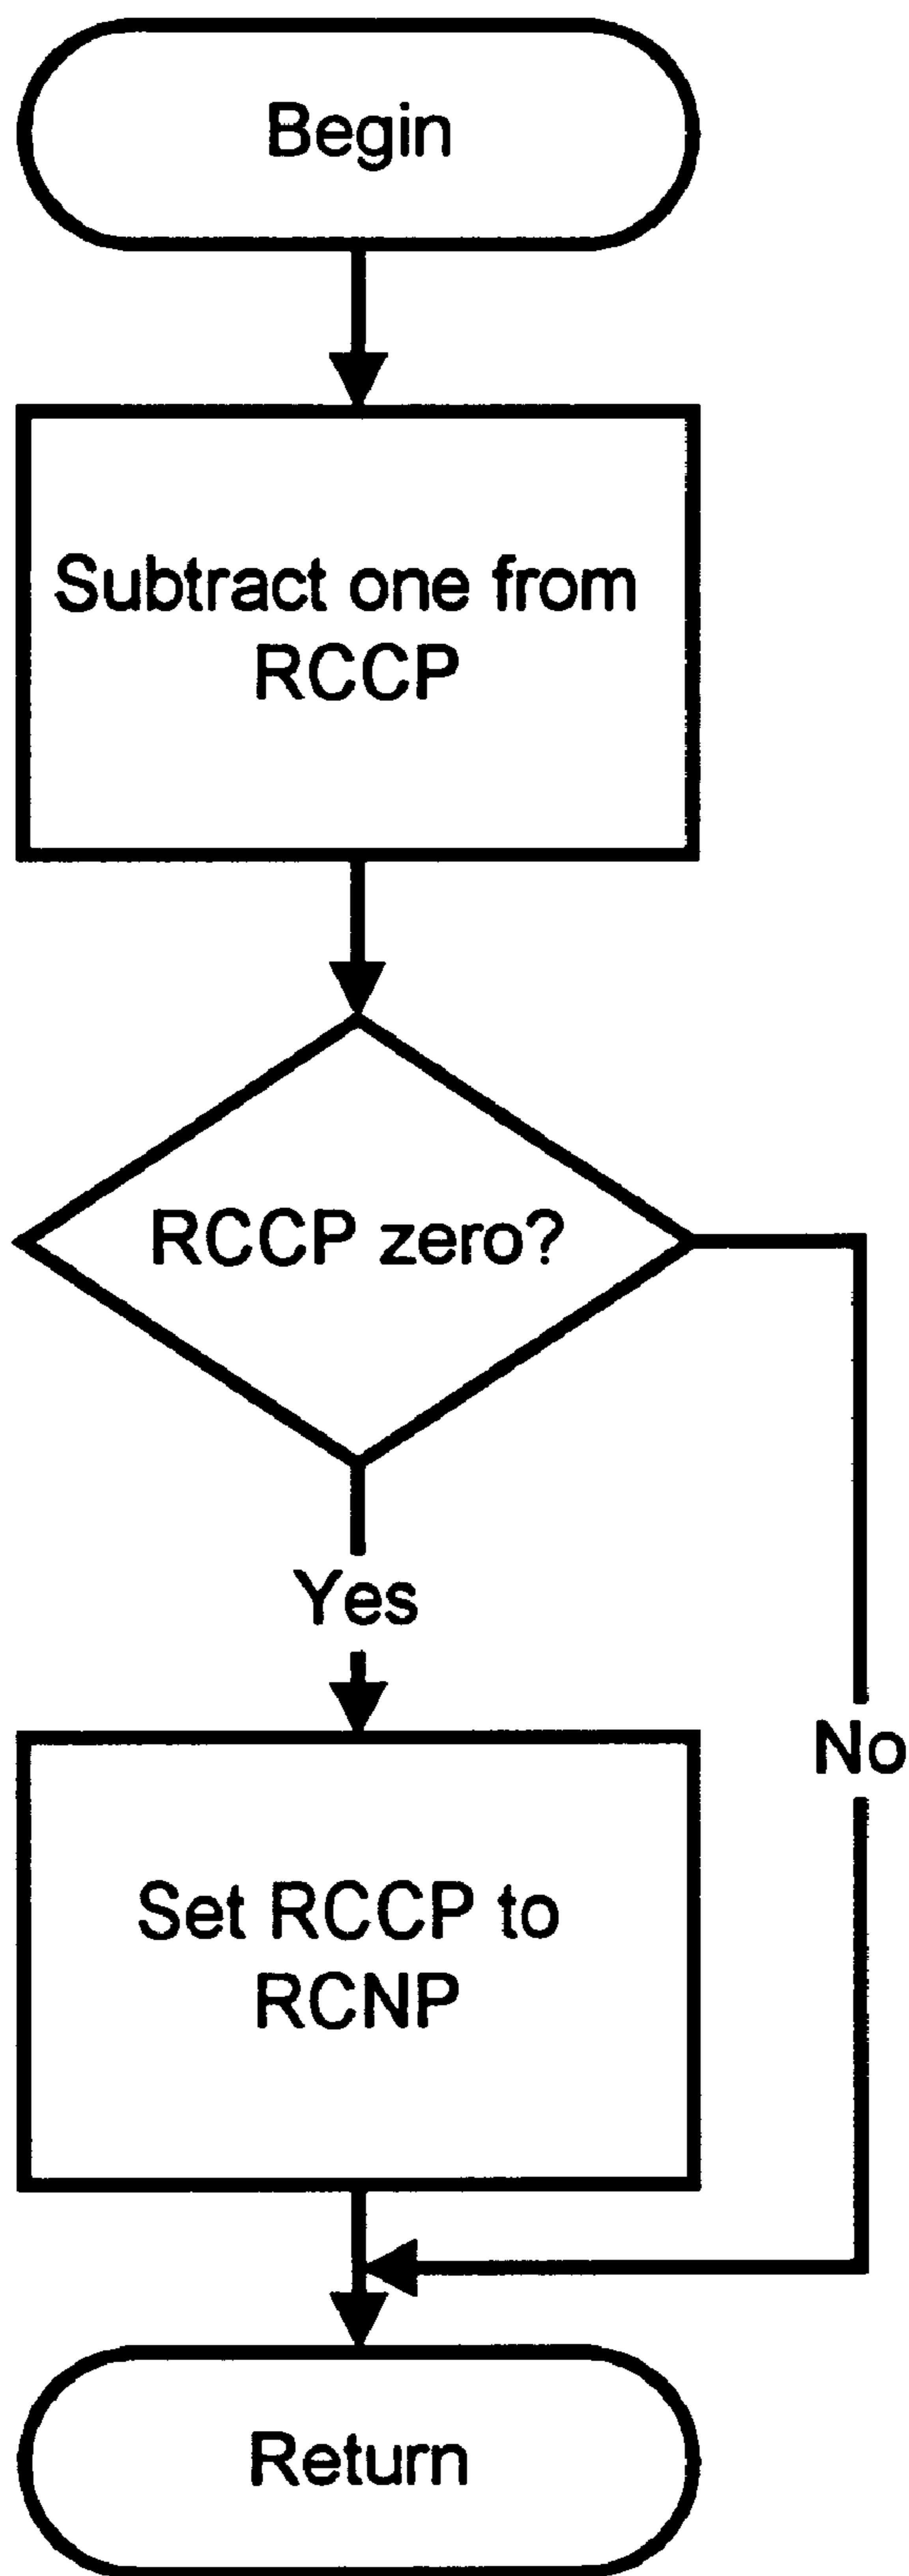 Begin
Subtract one from
RCCP
RCCP zero?
Yes
No
Set RCCP to
RCNP
Return